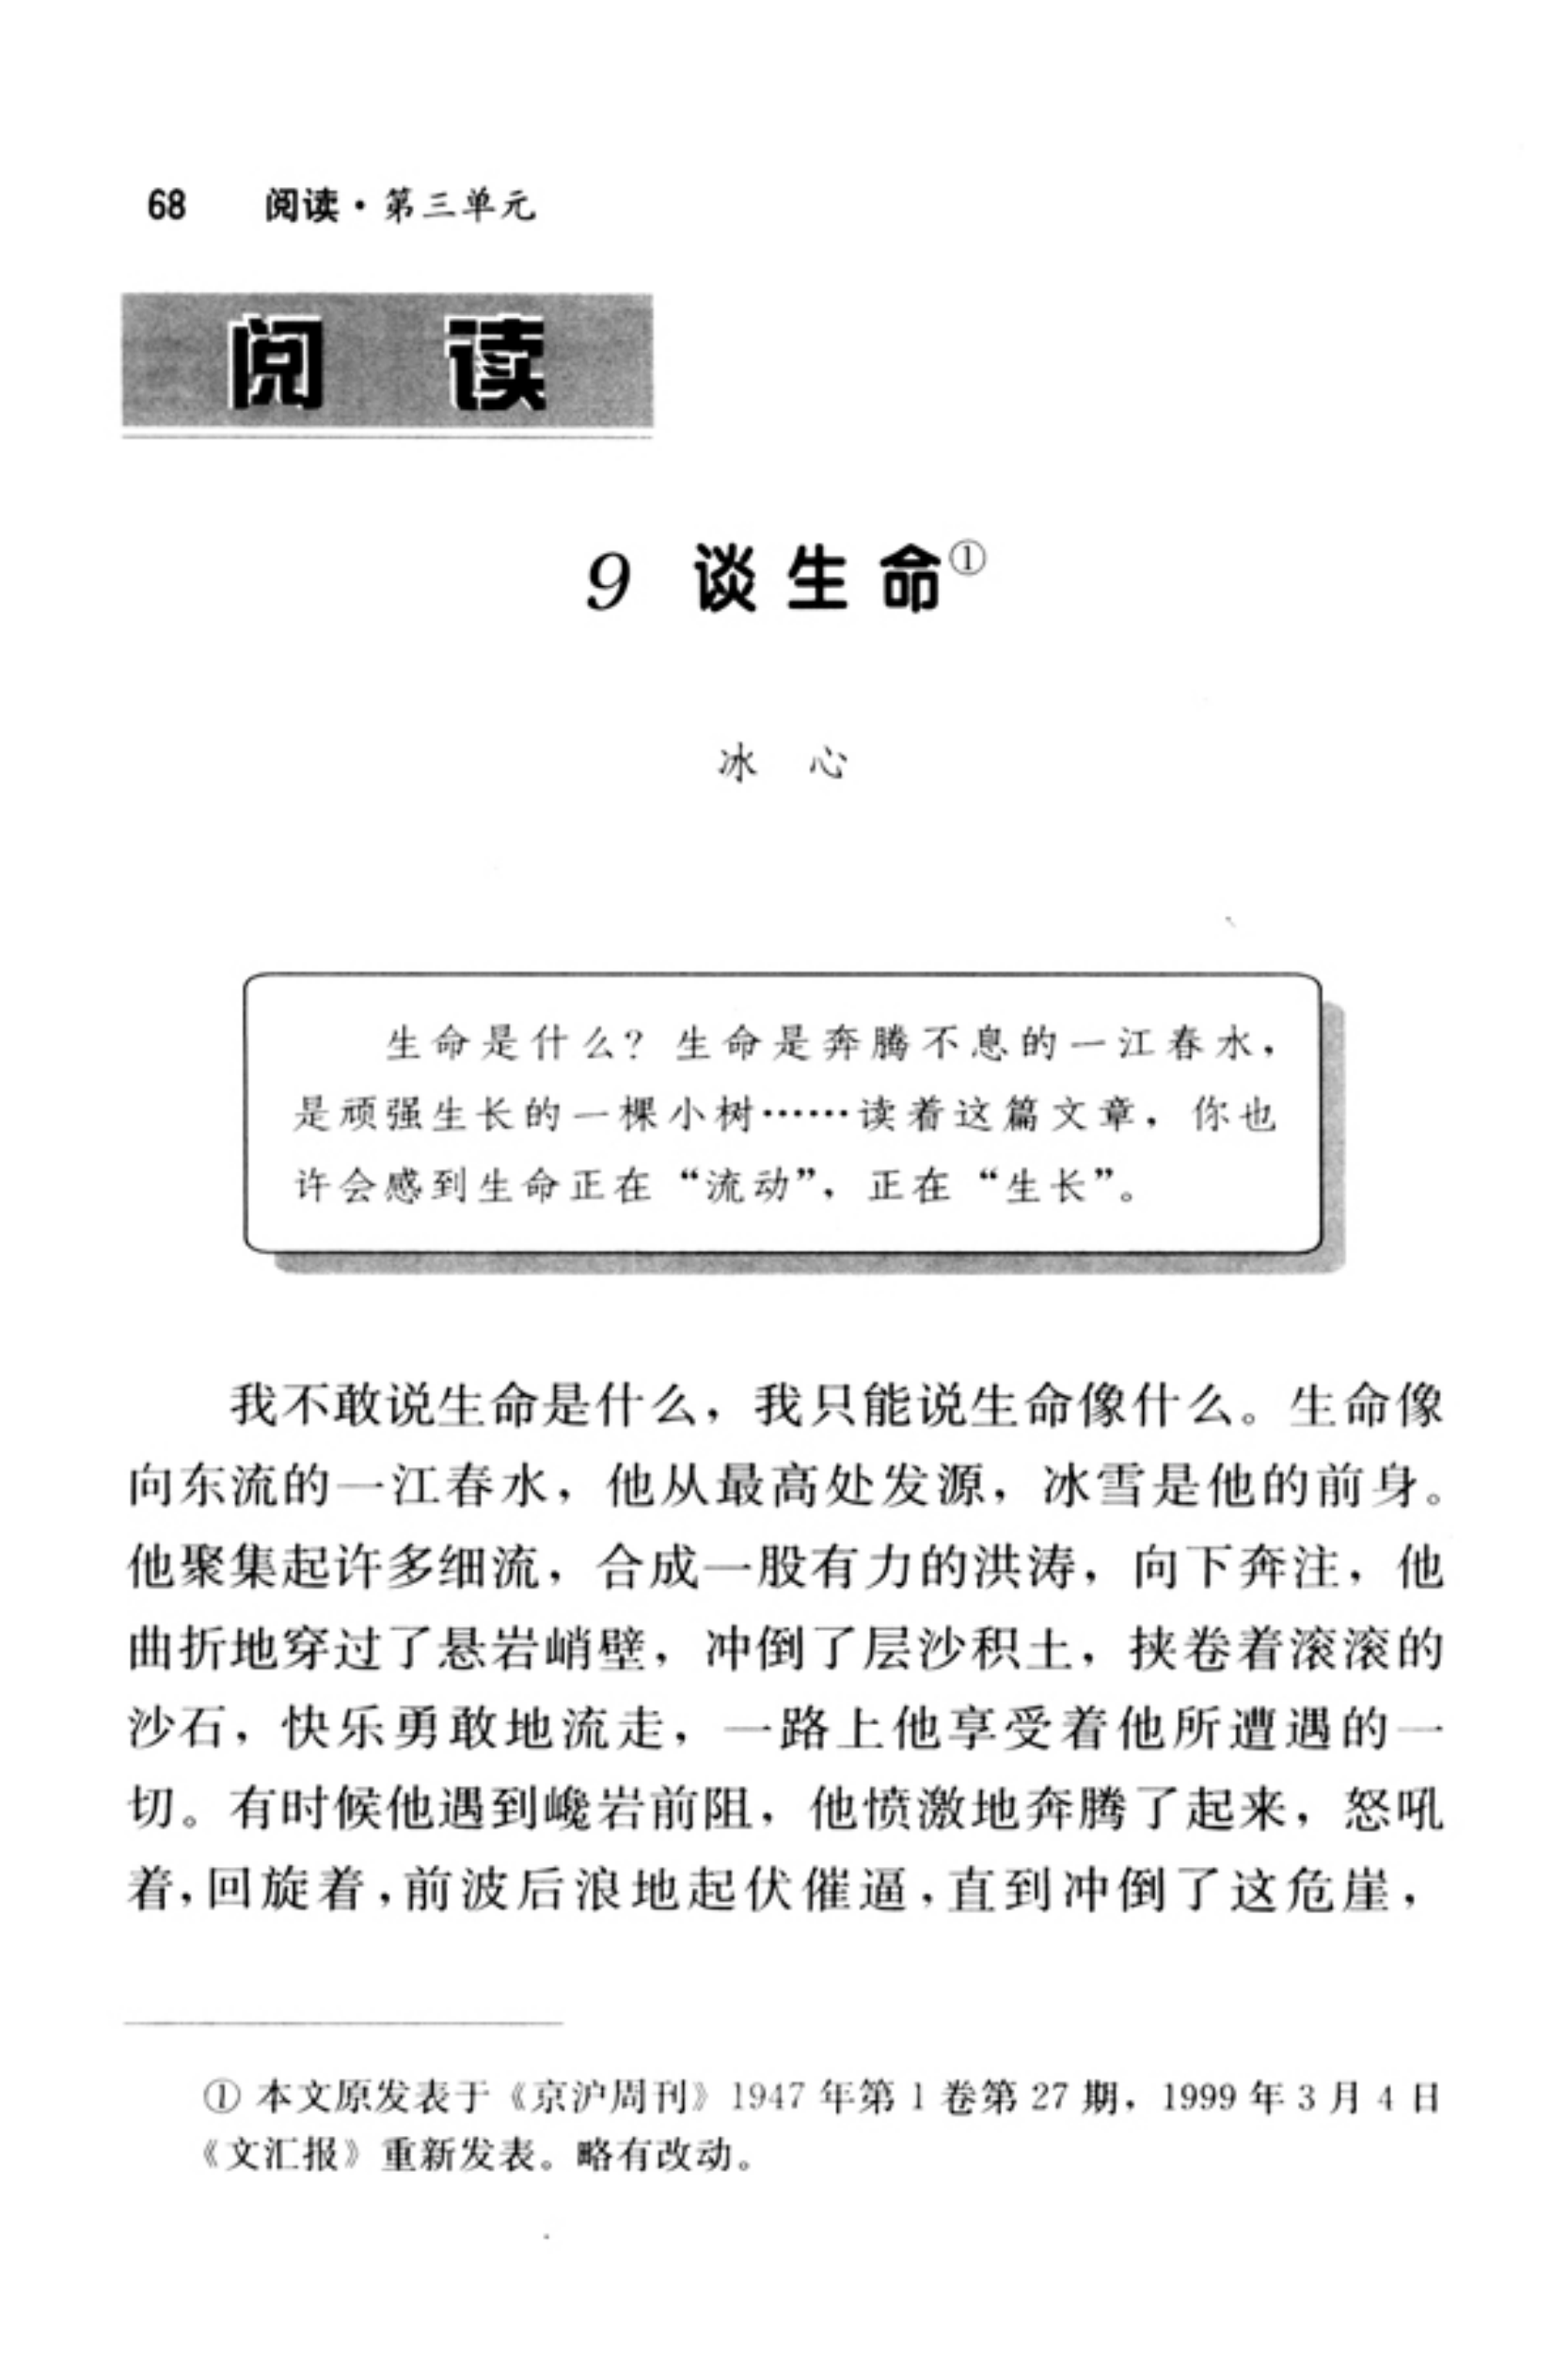 68 阅读·第三单元
阅 读
9 谈生命①
冰 心
生命是什么？生命是奔腾不息的一江春水，
是顽强生长的一棵小树……读着这篇文章，你也
许会感到生命正在“流动”，正在“生长”。
我不敢说生命是什么，我只能说生命像什么。生命像
向东流的一江春水，他从最高处发源，冰雪是他的前身。
他聚集起许多细流，合成一股有力的洪涛，向下奔注，他
曲折地穿过了悬岩峭壁，冲倒了层沙积土，挟卷着滚滚的
沙石，快乐勇敢地流走，一路上他享受着他所遭遇的一
切。有时候他遇到巉岩前阻，他愤激地奔腾了起来，怒吼
着，回旋着，前波后浪地起伏催逼，直到冲倒了这危崖，
① 本文原发表于《京沪周刊》1947 年第 1 卷第 27 期，1999 年 3 月 4 日
《文汇报》重新发表。略有改动。